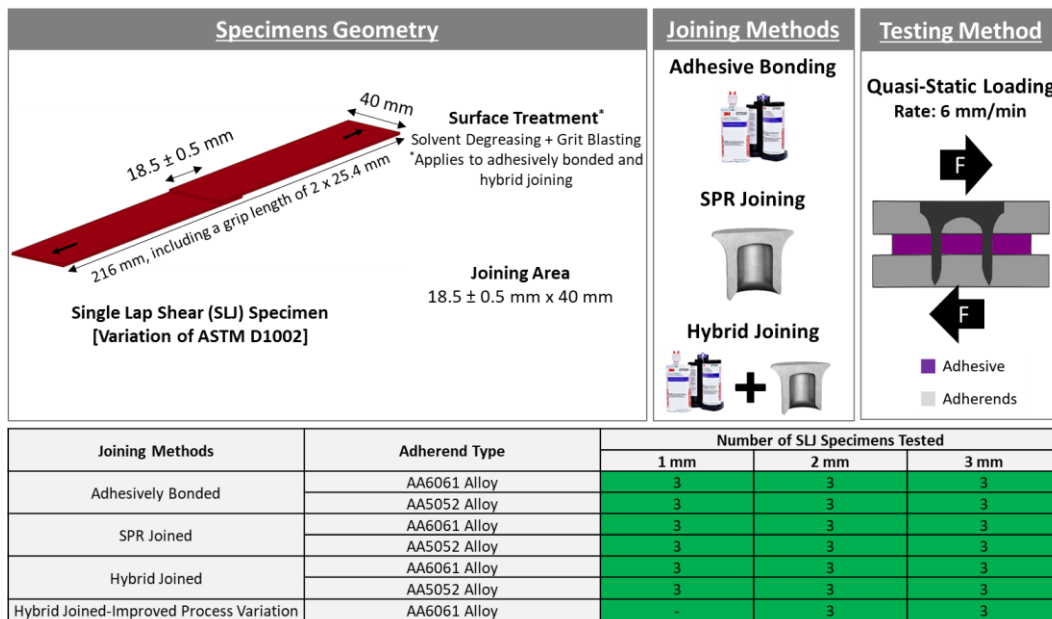 Specimens Geometry
40 mm
18.5 ± 0.5 mm
216 mm, including a grip length of 2 x 25.4 mm
Surface Treatment*
Solvent Degreasing + Grit Blasting
*Applies to adhesively bonded and
hybrid joining
Joining Area
18.5 ± 0.5 mm x 40 mm
Single Lap Shear (SLJ) Specimen
[Variation of ASTM D1002]
Joining Methods
Adhesive Bonding
3M
SPR Joining
Hybrid Joining
3M
+
Testing Method
Quasi-Static Loading
Rate: 6 mm/min
F
F
Adhesive
Adherends
Joining Methods Adherend Type Number of SLJ Specimens Tested
1 mm 2 mm 3 mm
Adhesively Bonded AA6061 Alloy 3 3 3
AA5052 Alloy 3 3 3
SPR Joined AA6061 Alloy 3 3 3
AA5052 Alloy 3 3 3
Hybrid Joined AA6061 Alloy 3 3 3
AA5052 Alloy 3 3 3
Hybrid Joined-Improved Process Variation AA6061 Alloy - 3 3